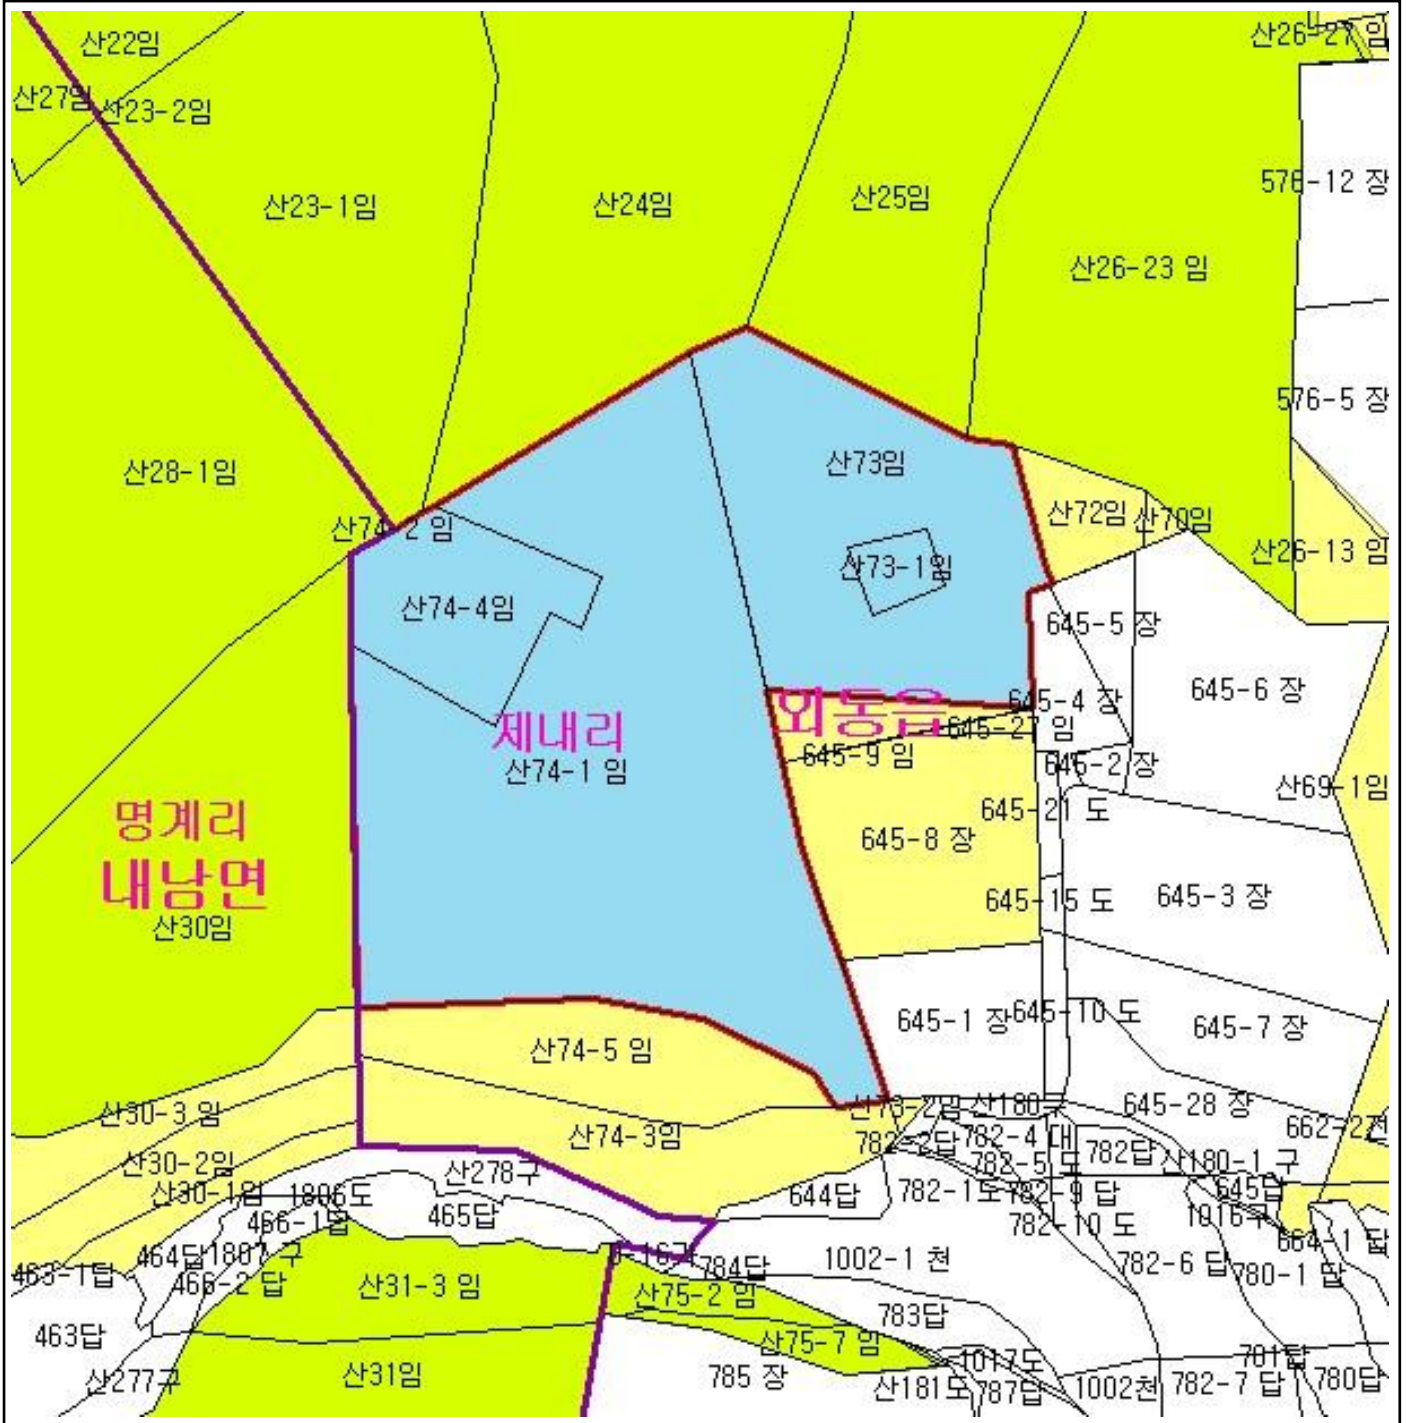 산22임
산26-27 임
산27임
산23-2임
578-12 장
산23-1임
산24임
산25임
산26-23 임
576-5 장
산28-1임
산73임
산72임
산70임
산74-2 임
산26-13 임
산73-1임
산74-4임
645-5 장
645-6 장
645-4 장
외동읍
645-27 임
제내리
645-9 임
산74-1 임
645-2 장
산69-1임
645-21 도
명계리
645-8 장
내남면
645-15 도
645-3 장
산30임
645-1 장
645-10 도
645-7 장
산74-5 임
산30-3 임
산73-2임
산180구
645-28 장
662-2전
산74-3임
782-2답
782-4 대
782-5 도
782답
산180-1 구
산30-2임
산278구
산30-1임
1806도
644답
782-1도
782-9 답
645답
466-1답
465답
782-10 도
1016구
664-1 답
464답
1807 구
1002-1 천
784답
782-6 답
780-1 답
463-1답
466-2 답
산31-3 임
산75-2 임
783답
463답
산75-7 임
781답
1017도
산277구
산31임
785 장
산181도
787답
1002천
782-7 답
780답